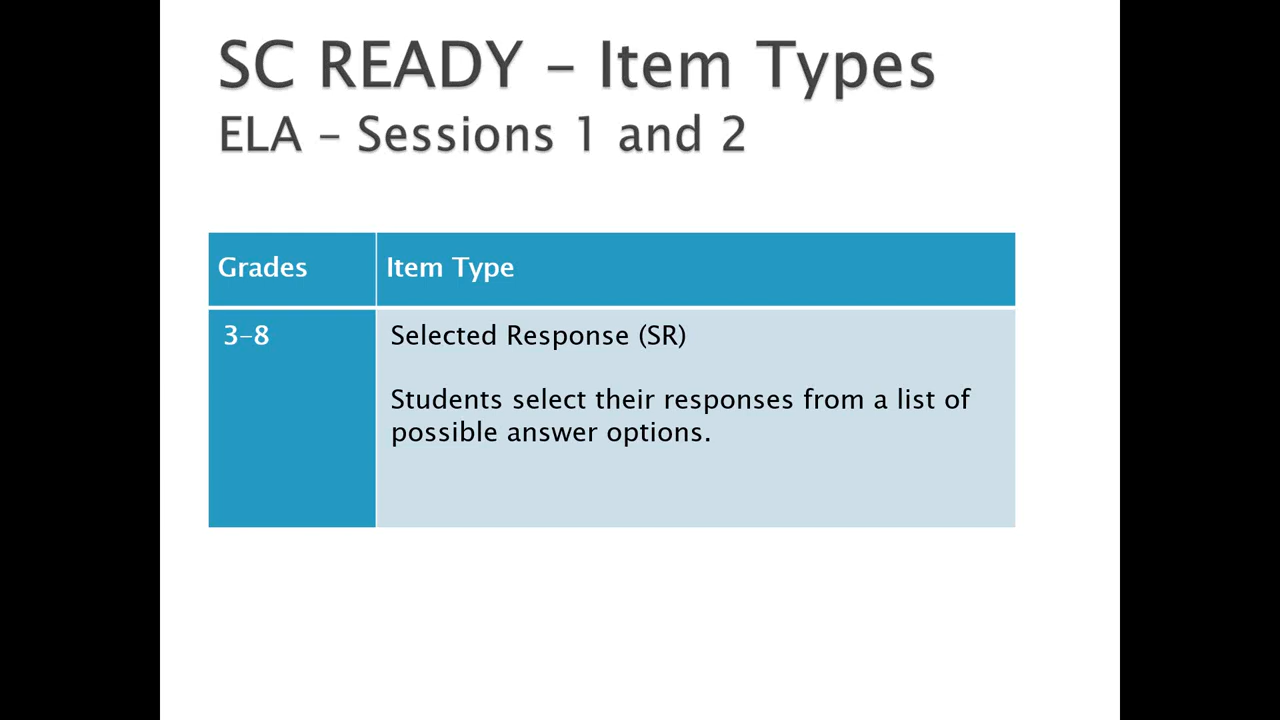 SC READY – Item Types
ELA – Sessions 1 and 2
Grades
Item Type
3-8
Selected Response (SR)
Students select their responses from a list of
possible answer options.